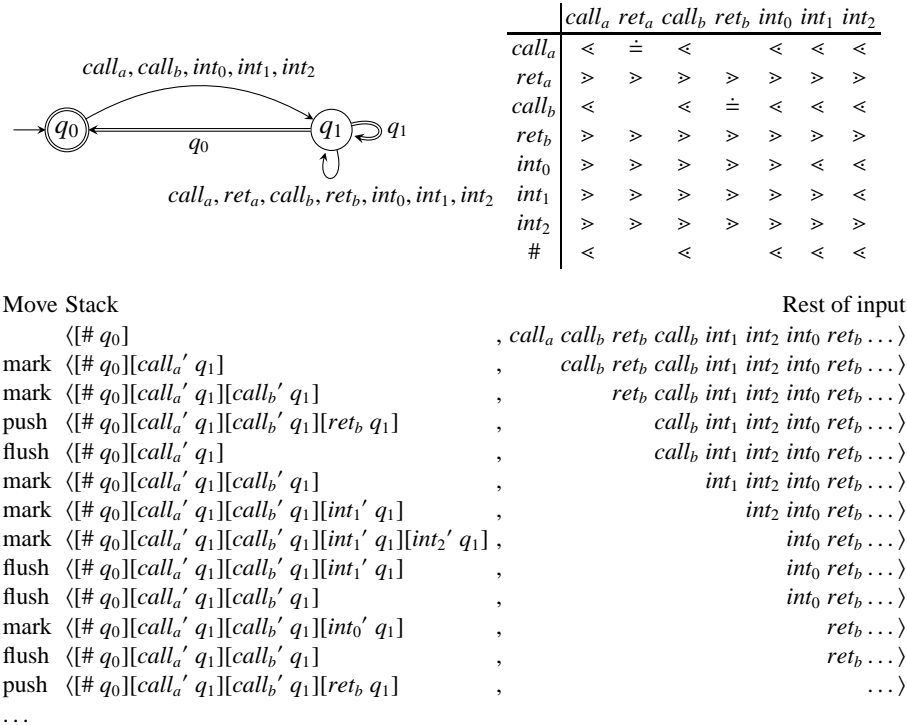 call_a, call_b, int_0, int_1, int_2
q_0
q_1
q_1
q_0
call_a, ret_a, call_b, ret_b, int_0, int_1, int_2
call_a ret_a call_b ret_b int_0 int_1 int_2
call_a ⋖ ≐ ⋖ ⋖ ⋖ ⋖
ret_a ⋗ ⋗ ⋗ ⋗ ⋗ ⋗ ⋗
call_b ⋖ ⋖ ≐ ⋖ ⋖ ⋖
ret_b ⋗ ⋗ ⋗ ⋗ ⋗ ⋗ ⋗
int_0 ⋗ ⋗ ⋗ ⋗ ⋗ ⋖ ⋖
int_1 ⋗ ⋗ ⋗ ⋗ ⋗ ⋗ ⋖
int_2 ⋗ ⋗ ⋗ ⋗ ⋗ ⋗ ⋗
# ⋖ ⋖ ⋖ ⋖ ⋖
Move Stack Rest of input
⟨[# q_0] , call_a call_b ret_b call_b int_1 int_2 int_0 ret_b . . . ⟩
mark ⟨[# q_0][call_a′ q_1] , call_b ret_b call_b int_1 int_2 int_0 ret_b . . . ⟩
mark ⟨[# q_0][call_a′ q_1][call_b′ q_1] , ret_b call_b int_1 int_2 int_0 ret_b . . . ⟩
push ⟨[# q_0][call_a′ q_1][call_b′ q_1][ret_b q_1] , call_b int_1 int_2 int_0 ret_b . . . ⟩
flush ⟨[# q_0][call_a′ q_1] , call_b int_1 int_2 int_0 ret_b . . . ⟩
mark ⟨[# q_0][call_a′ q_1][call_b′ q_1] , int_1 int_2 int_0 ret_b . . . ⟩
mark ⟨[# q_0][call_a′ q_1][call_b′ q_1][int_1′ q_1] , int_2 int_0 ret_b . . . ⟩
mark ⟨[# q_0][call_a′ q_1][call_b′ q_1][int_1′ q_1][int_2′ q_1] , int_0 ret_b . . . ⟩
flush ⟨[# q_0][call_a′ q_1][call_b′ q_1][int_1′ q_1] , int_0 ret_b . . . ⟩
flush ⟨[# q_0][call_a′ q_1][call_b′ q_1] , int_0 ret_b . . . ⟩
mark ⟨[# q_0][call_a′ q_1][call_b′ q_1][int_0′ q_1] , ret_b . . . ⟩
flush ⟨[# q_0][call_a′ q_1][call_b′ q_1] , ret_b . . . ⟩
push ⟨[# q_0][call_a′ q_1][call_b′ q_1][ret_b q_1] , . . . ⟩
. . .